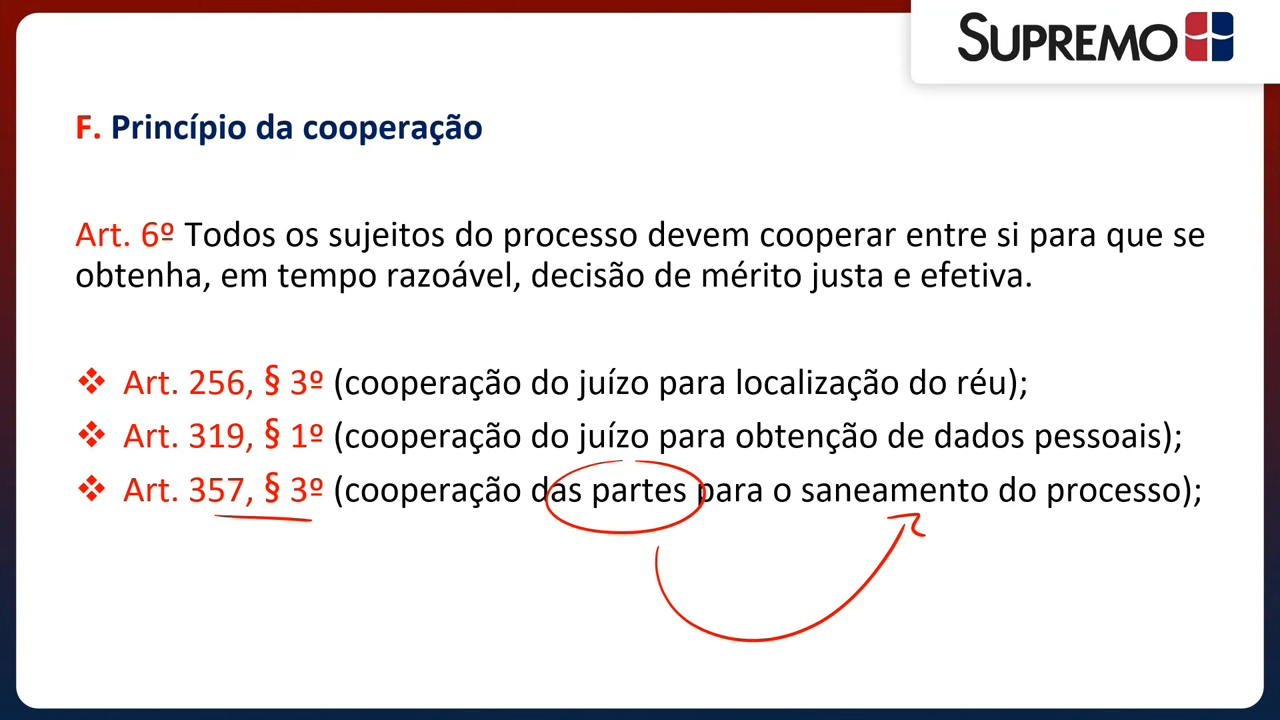 SUPREMO
F. Princípio da cooperação
Art. 6º Todos os sujeitos do processo devem cooperar entre si para que se
obtenha, em tempo razoável, decisão de mérito justa e efetiva.
❖ Art. 256, § 3º (cooperação do juízo para localização do réu);
❖ Art. 319, § 1º (cooperação do juízo para obtenção de dados pessoais);
❖ Art. 357, § 3º (cooperação das partes para o saneamento do processo);